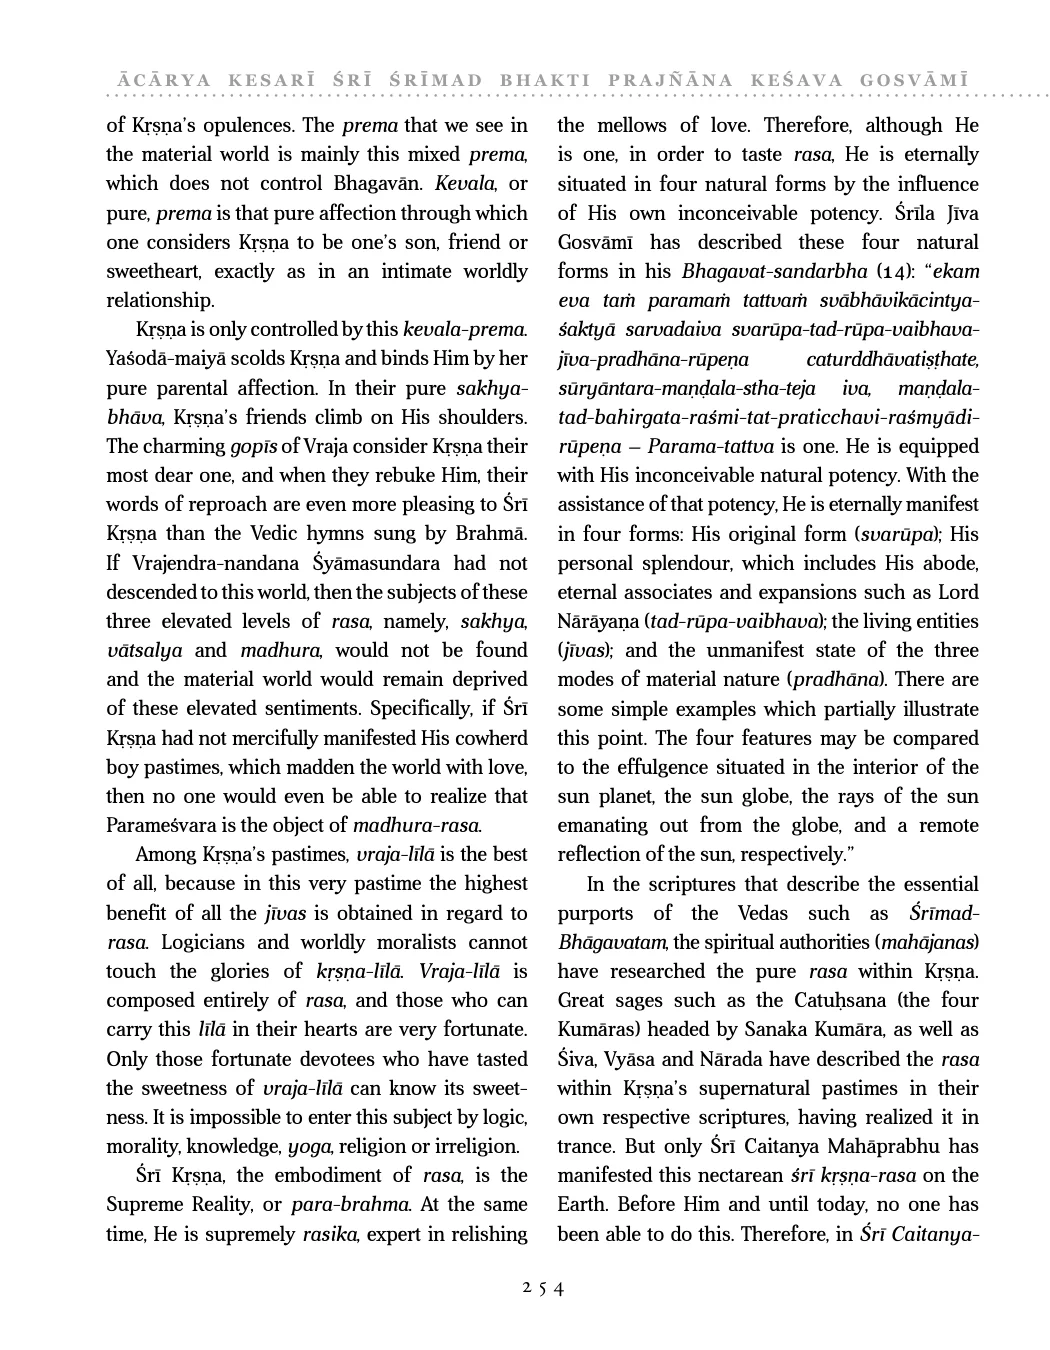 ĀCĀRYA KESARĪ ŚRĪ ŚRĪMAD BHAKTI PRAJÑĀNA KEŚAVA GOSVĀMĪ
of Kṛṣṇa’s opulences. The prema that we see in
the material world is mainly this mixed prema,
which does not control Bhagavān. Kevala, or
pure, prema is that pure affection through which
one considers Kṛṣṇa to be one’s son, friend or
sweetheart, exactly as in an intimate worldly
relationship.
Kṛṣṇa is only controlled by this kevala-prema.
Yaśodā-maiyā scolds Kṛṣṇa and binds Him by her
pure parental affection. In their pure sakhya-
bhāva, Kṛṣṇa’s friends climb on His shoulders.
The charming gopīs of Vraja consider Kṛṣṇa their
most dear one, and when they rebuke Him, their
words of reproach are even more pleasing to Śrī
Kṛṣṇa than the Vedic hymns sung by Brahmā.
If Vrajendra-nandana Śyāmasundara had not
descended to this world, then the subjects of these
three elevated levels of rasa, namely, sakhya,
vātsalya and madhura, would not be found
and the material world would remain deprived
of these elevated sentiments. Specifically, if Śrī
Kṛṣṇa had not mercifully manifested His cowherd
boy pastimes, which madden the world with love,
then no one would even be able to realize that
Parameśvara is the object of madhura-rasa.
Among Kṛṣṇa’s pastimes, vraja-līlā is the best
of all, because in this very pastime the highest
benefit of all the jīvas is obtained in regard to
rasa. Logicians and worldly moralists cannot
touch the glories of kṛṣṇa-līlā. Vraja-līlā is
composed entirely of rasa, and those who can
carry this līlā in their hearts are very fortunate.
Only those fortunate devotees who have tasted
the sweetness of vraja-līlā can know its sweet-
ness. It is impossible to enter this subject by logic,
morality, knowledge, yoga, religion or irreligion.
Śrī Kṛṣṇa, the embodiment of rasa, is the
Supreme Reality, or para-brahma. At the same
time, He is supremely rasika, expert in relishing
the mellows of love. Therefore, although He
is one, in order to taste rasa, He is eternally
situated in four natural forms by the influence
of His own inconceivable potency. Śrīla Jīva
Gosvāmī has described these four natural
forms in his Bhagavat-sandarbha (14): “ekam
eva taṁ paramaṁ tattvaṁ svābhāvikācintya-
śaktyā sarvadaiva svarūpa-tad-rūpa-vaibhava-
jīva-pradhāna-rūpeṇa caturddhāvatiṣṭhate,
sūryāntara-maṇḍala-stha-teja iva, maṇḍala-
tad-bahirgata-raśmi-tat-praticchavi-raśmyādi-
rūpeṇa – Parama-tattva is one. He is equipped
with His inconceivable natural potency. With the
assistance of that potency, He is eternally manifest
in four forms: His original form (svarūpa); His
personal splendour, which includes His abode,
eternal associates and expansions such as Lord
Nārāyaṇa (tad-rūpa-vaibhava); the living entities
(jīvas); and the unmanifest state of the three
modes of material nature (pradhāna). There are
some simple examples which partially illustrate
this point. The four features may be compared
to the effulgence situated in the interior of the
sun planet, the sun globe, the rays of the sun
emanating out from the globe, and a remote
reflection of the sun, respectively.”
In the scriptures that describe the essential
purports of the Vedas such as Śrīmad-
Bhāgavatam, the spiritual authorities (mahājanas)
have researched the pure rasa within Kṛṣṇa.
Great sages such as the Catuḥsana (the four
Kumāras) headed by Sanaka Kumāra, as well as
Śiva, Vyāsa and Nārada have described the rasa
within Kṛṣṇa’s supernatural pastimes in their
own respective scriptures, having realized it in
trance. But only Śrī Caitanya Mahāprabhu has
manifested this nectarean śrī kṛṣṇa-rasa on the
Earth. Before Him and until today, no one has
been able to do this. Therefore, in Śrī Caitanya-
254